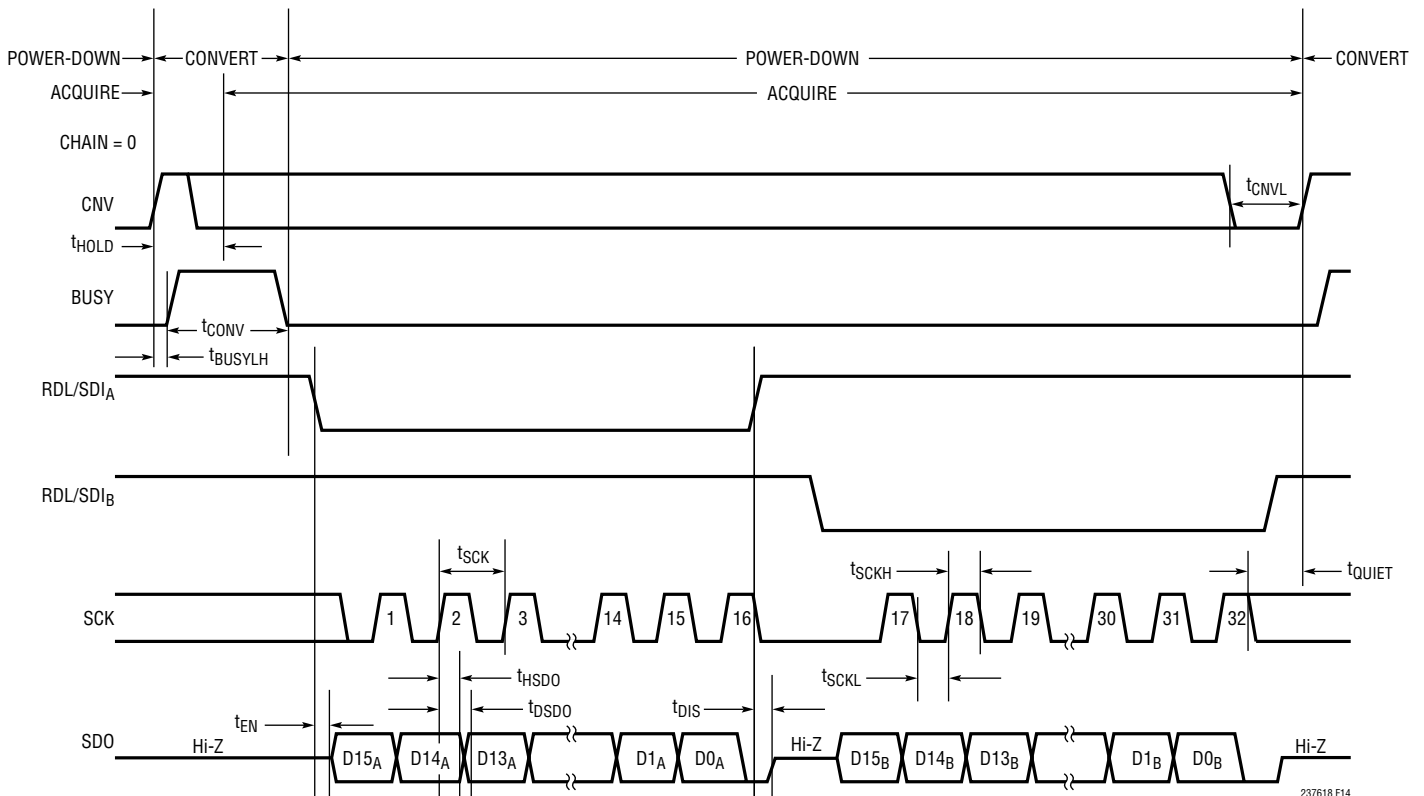 POWER-DOWN CONVERT POWER-DOWN CONVERT
ACQUIRE ACQUIRE
CHAIN = 0
CNV tCNVL
tHOLD
BUSY
tCONV
tBUSYLH
RDL/SDIA
RDL/SDIB
tSCK tSCKH tQUIET
SCK 1 2 3 14 15 16 17 18 19 30 31 32
tHSDO tSCKL
tEN tDSDO tDIS
SDO Hi-Z D15A D14A D13A D1A D0A Hi-Z D15B D14B D13B D1B D0B Hi-Z
237618 F14